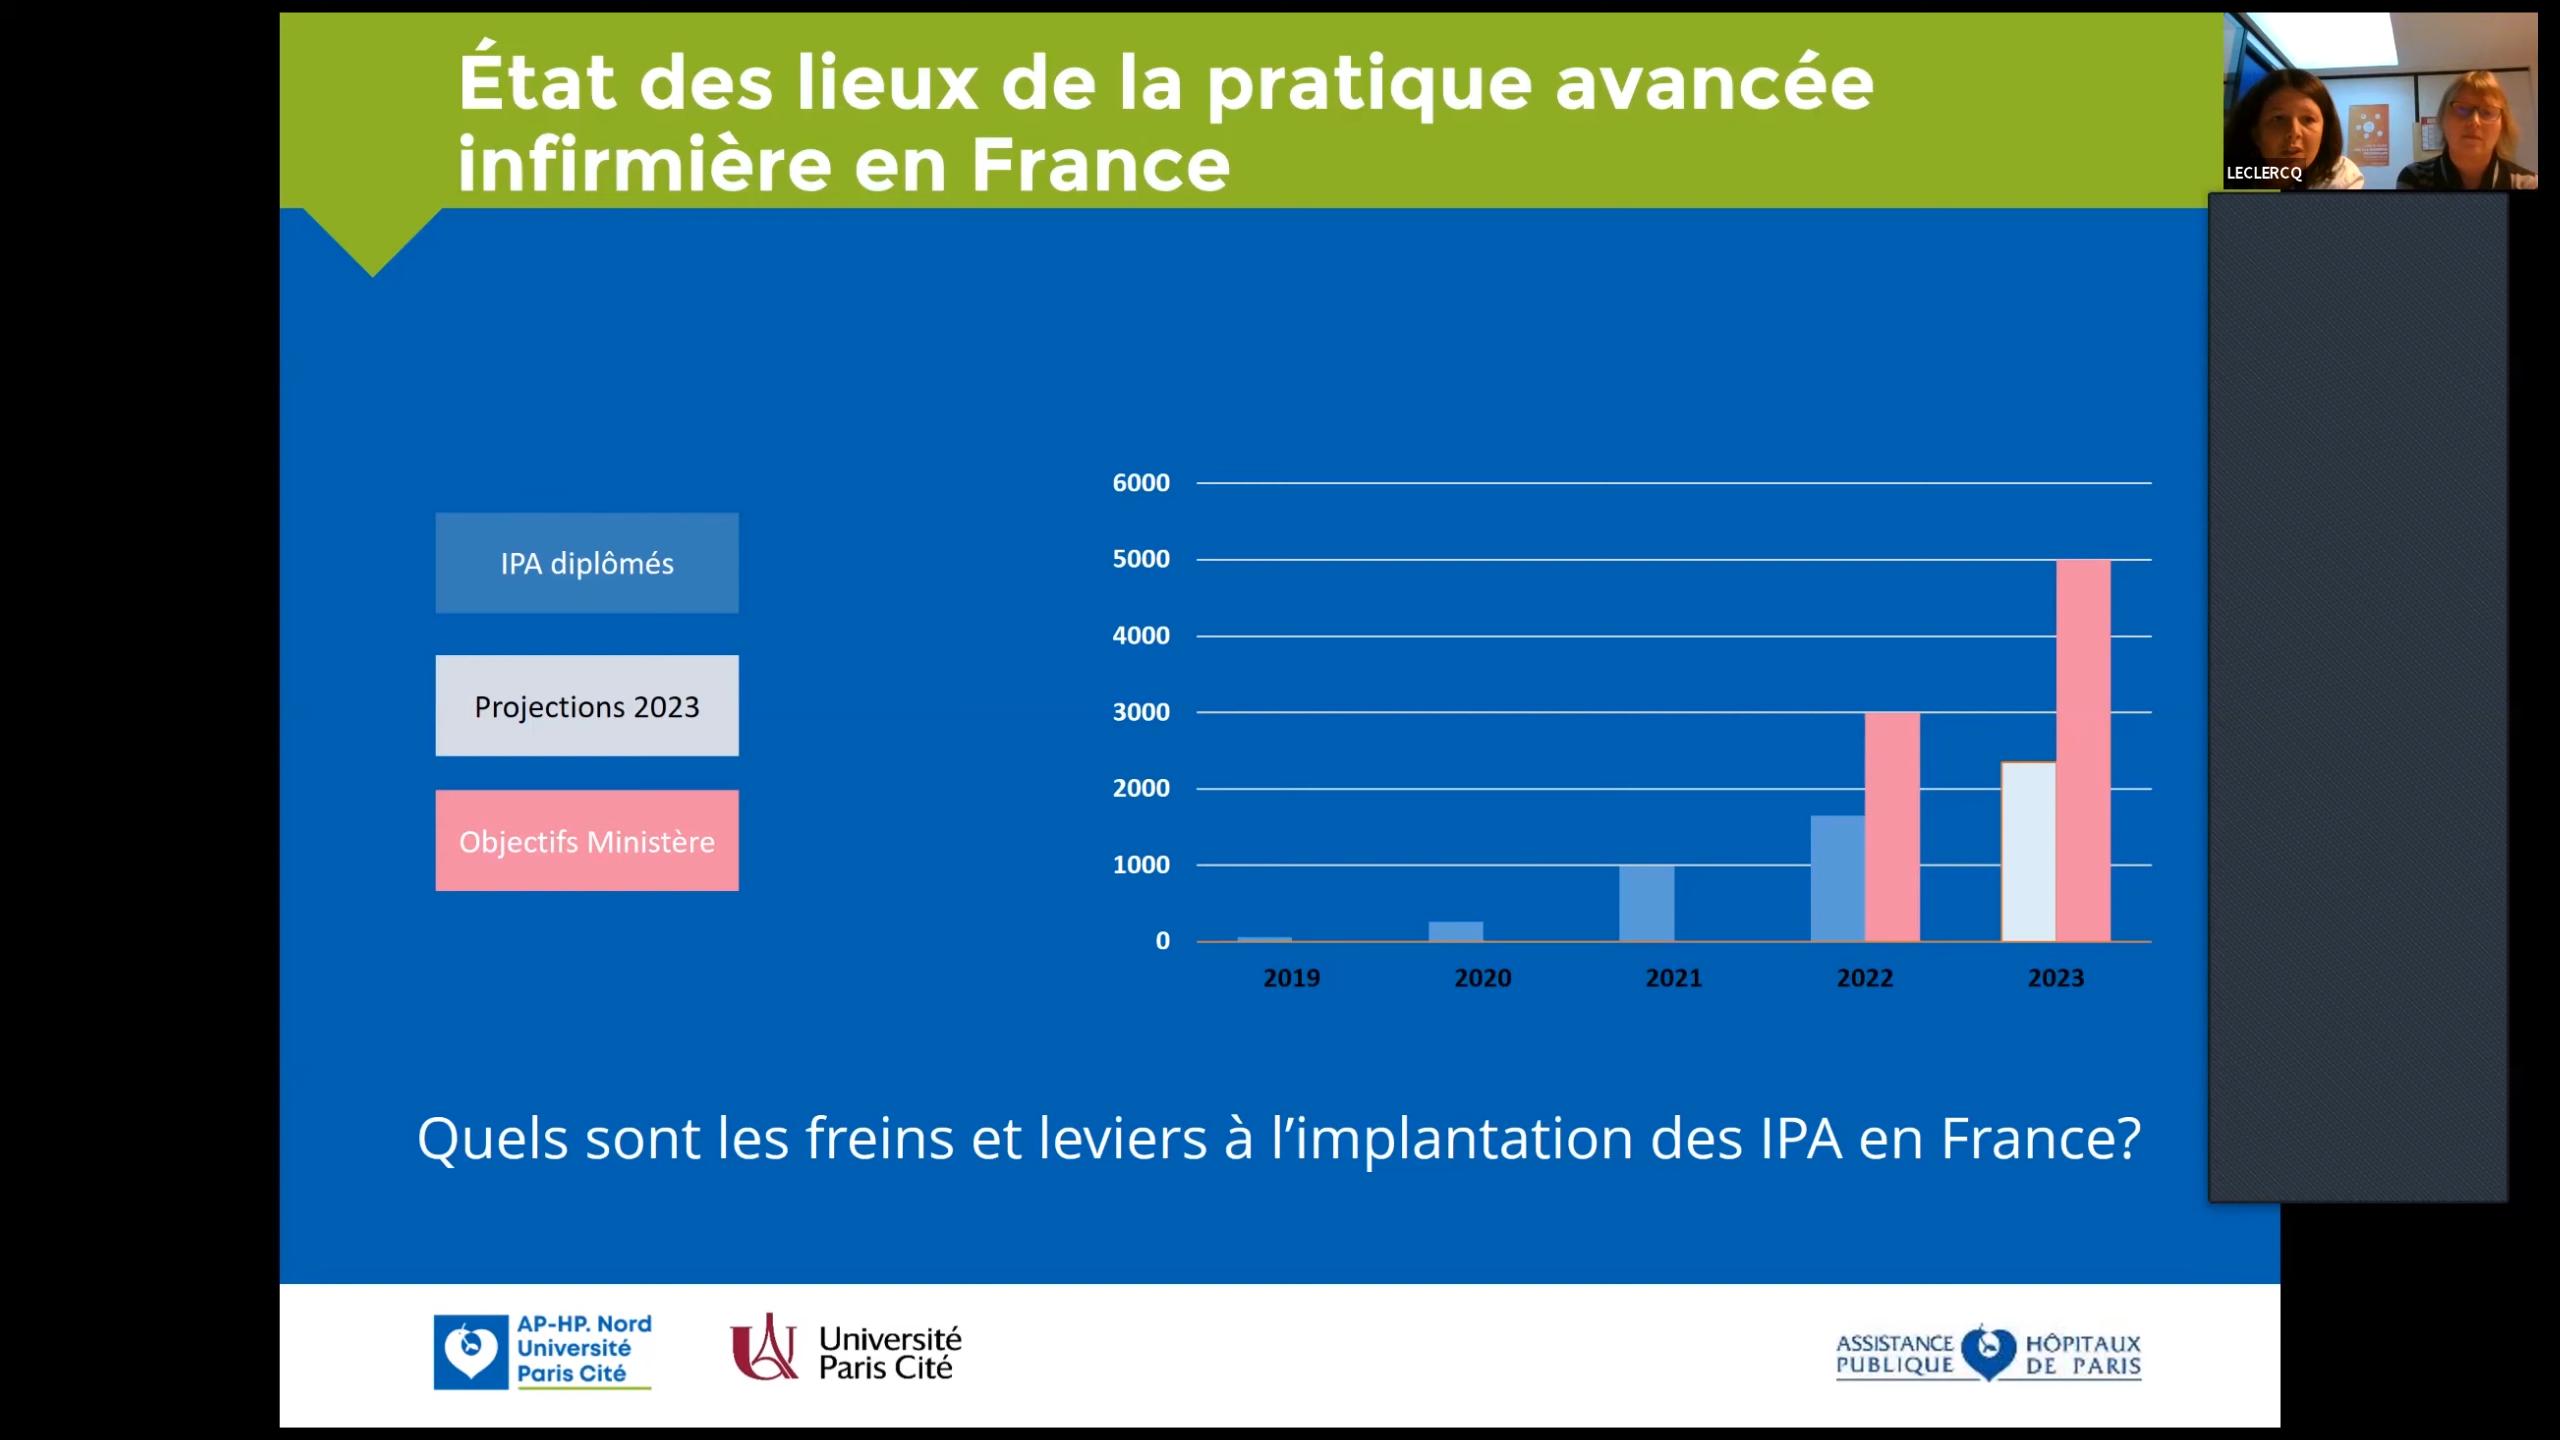 État des lieux de la pratique avancée
infirmière en France
LECLERCQ
IPA diplômés
Projections 2023
Objectifs Ministère
6000
5000
4000
3000
2000
1000
0
2019 2020 2021 2022 2023
Quels sont les freins et leviers à l’implantation des IPA en France?
AP-HP. Nord
Université
Paris Cité
Université
Paris Cité
ASSISTANCE HÔPITAUX
PUBLIQUE DE PARIS